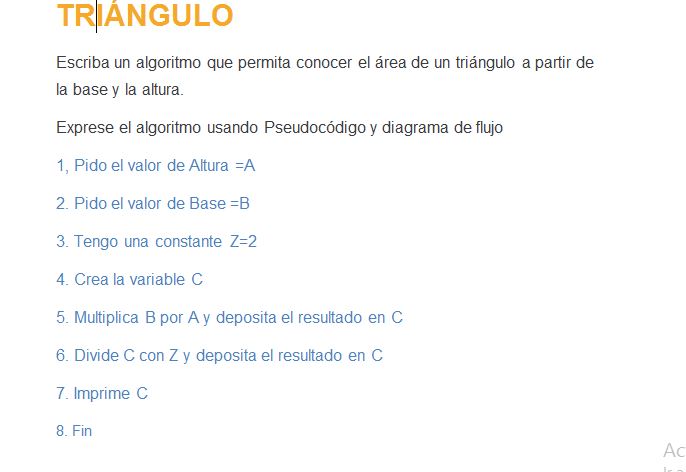 TRIÁNGULO
Escriba un algoritmo que permita conocer el área de un triángulo a partir de
la base y la altura.
Exprese el algoritmo usando Pseudocódigo y diagrama de flujo
1, Pido el valor de Altura =A
2. Pido el valor de Base =B
3. Tengo una constante Z=2
4. Crea la variable C
5. Multiplica B por A y deposita el resultado en C
6. Divide C con Z y deposita el resultado en C
7. Imprime C
8. Fin
Ac